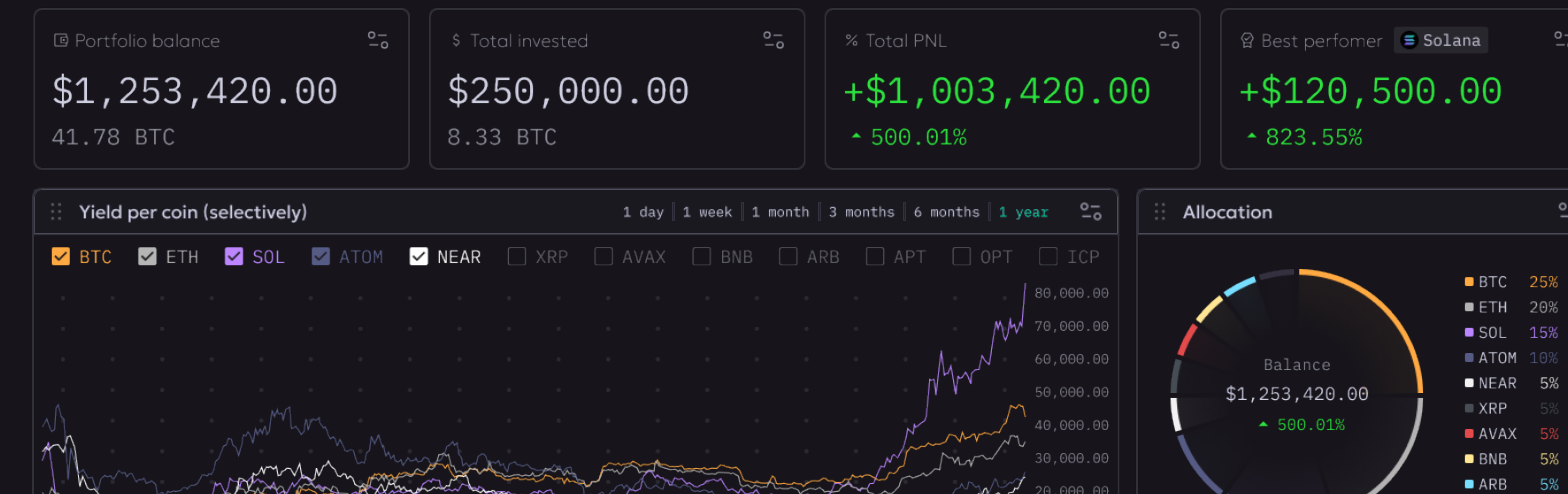 Portfolio balance
$1,253,420.00
41.78 BTC
$ Total invested
$250,000.00
8.33 BTC
% Total PNL
+$1,003,420.00
500.01%
Best perfomer Solana
+$120,500.00
823.55%
Yield per coin (selectively)
1 day 1 week 1 month 3 months 6 months 1 year
BTC ETH SOL ATOM NEAR XRP AVAX BNB ARB APT OPT ICP
80,000.00
70,000.00
60,000.00
50,000.00
40,000.00
30,000.00
20,000.00
Allocation
Balance
$1,253,420.00
500.01%
BTC 25%
ETH 20%
SOL 15%
ATOM 10%
NEAR 5%
XRP 5%
AVAX 5%
BNB 5%
ARB 5%